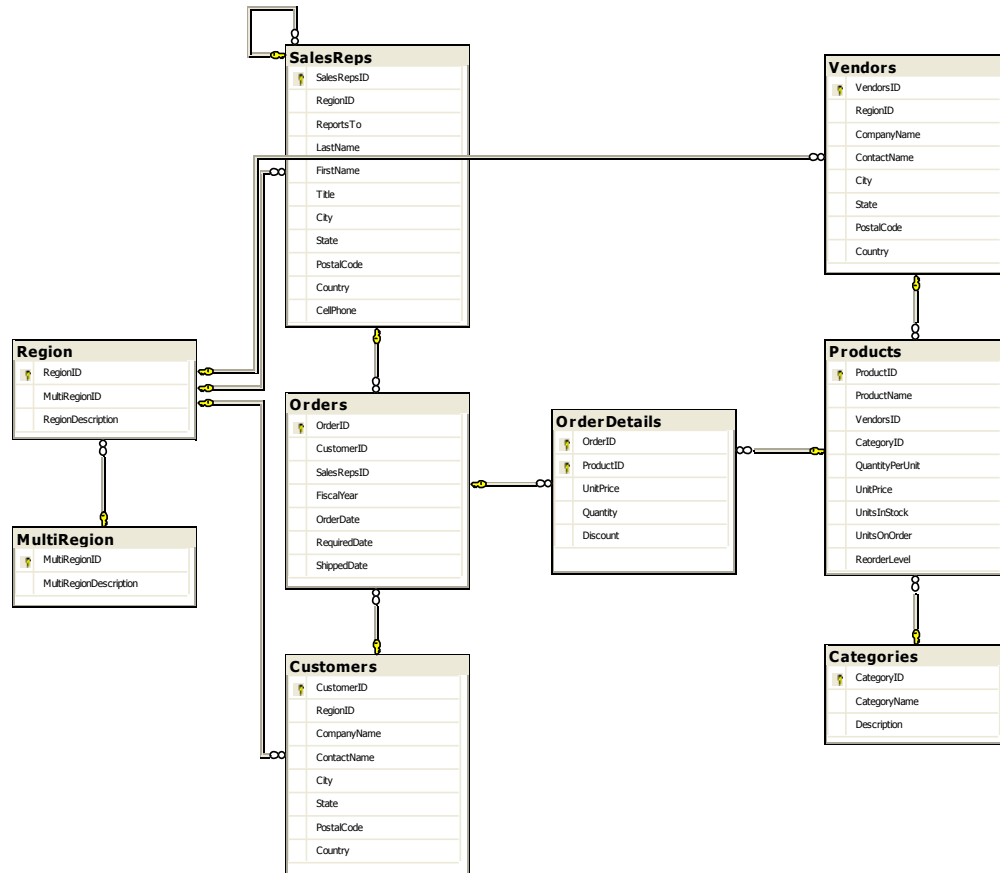 SalesReps
SalesRepsID
RegionID
ReportsTo
LastName
FirstName
Title
City
State
PostalCode
Country
CellPhone
Vendors
VendorsID
RegionID
CompanyName
ContactName
City
State
PostalCode
Country
Region
RegionID
MultiRegionID
RegionDescription
MultiRegion
MultiRegionID
MultiRegionDescription
Orders
OrderID
CustomerID
SalesRepsID
FiscalYear
OrderDate
RequiredDate
ShippedDate
OrderDetails
OrderID
ProductID
UnitPrice
Quantity
Discount
Products
ProductID
ProductName
VendorsID
CategoryID
QuantityPerUnit
UnitPrice
UnitsInStock
UnitsOnOrder
ReorderLevel
Customers
CustomerID
RegionID
CompanyName
ContactName
City
State
PostalCode
Country
Categories
CategoryID
CategoryName
Description